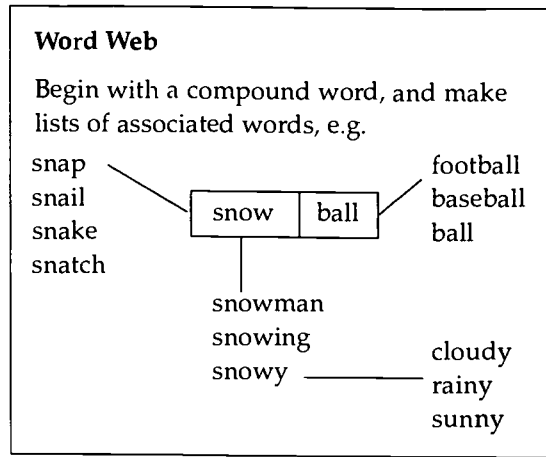 Word Web
Begin with a compound word, and make
lists of associated words, e.g.
snap
snail
snake
snatch
snow ball
football
baseball
ball
snowman
snowing
snowy
cloudy
rainy
sunny